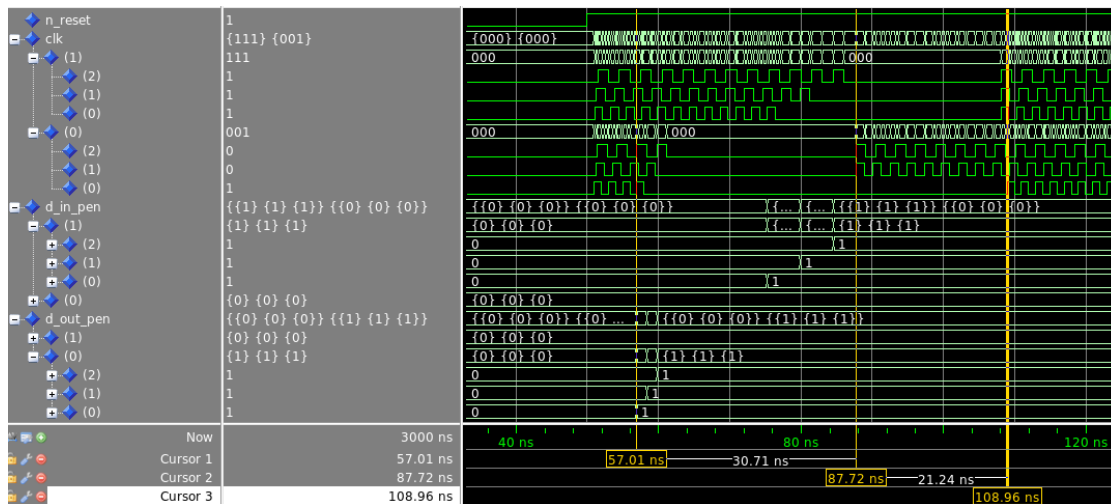 n_reset 1
clk {111} {001} {000} {000}
(1) 111 000 000
(2) 1
(1) 1
(0) 1
(0) 001 000 000
(2) 0
(1) 0
(0) 1
d_in_pen {{1} {1} {1}} {{0} {0} {0}} {{0} {0} {0}} {{0} {0} {0}} {... {... {{1} {1} {1}} {{0} {0} {0}}
(1) {1} {1} {1} {0} {0} {0} {... {... {1} {1} {1}
(2) 1 0 1
(1) 1 0 1
(0) 1 0 1
(0) {0} {0} {0} {0} {0} {0}
d_out_pen {{0} {0} {0}} {{1} {1} {1}} {{0} {0} {0}} {{0} ... {{0} {0} {0}} {{1} {1} {1}}
(1) {0} {0} {0} {0} {0} {0}
(0) {1} {1} {1} {0} {0} {0} {1} {1} {1}
(2) 1 0 1
(1) 1 0 1
(0) 1 0 1
Now 3000 ns 40 ns 80 ns 120 ns
Cursor 1 57.01 ns 57.01 ns 30.71 ns
Cursor 2 87.72 ns 87.72 ns 21.24 ns
Cursor 3 108.96 ns 108.96 ns